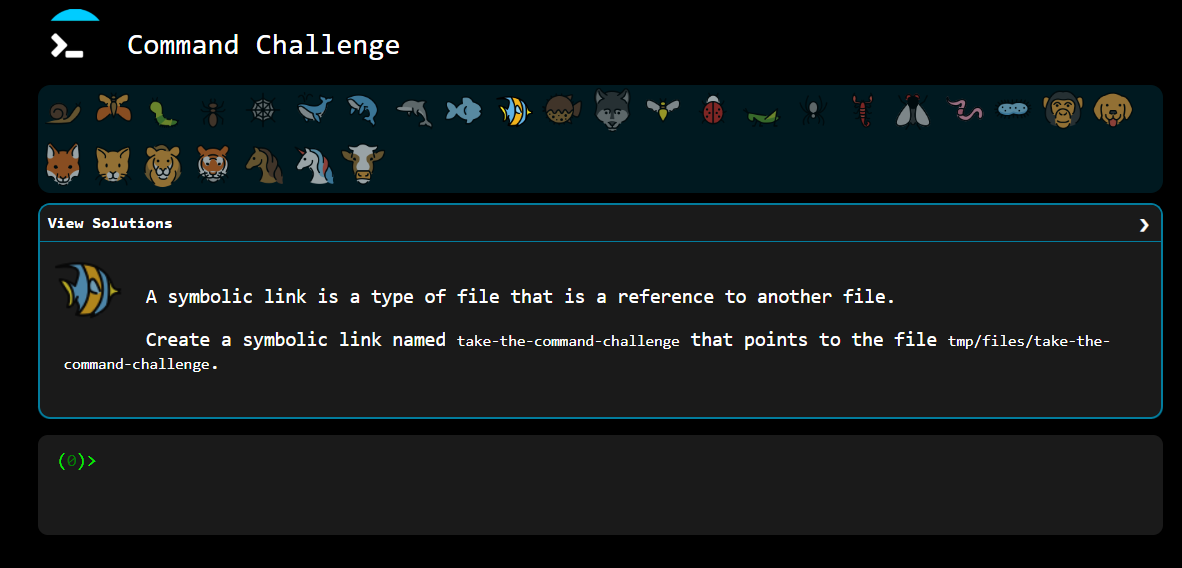 Command Challenge
View Solutions
A symbolic link is a type of file that is a reference to another file.
Create a symbolic link named take-the-command-challenge that points to the file tmp/files/take-the-
command-challenge.
(0)>